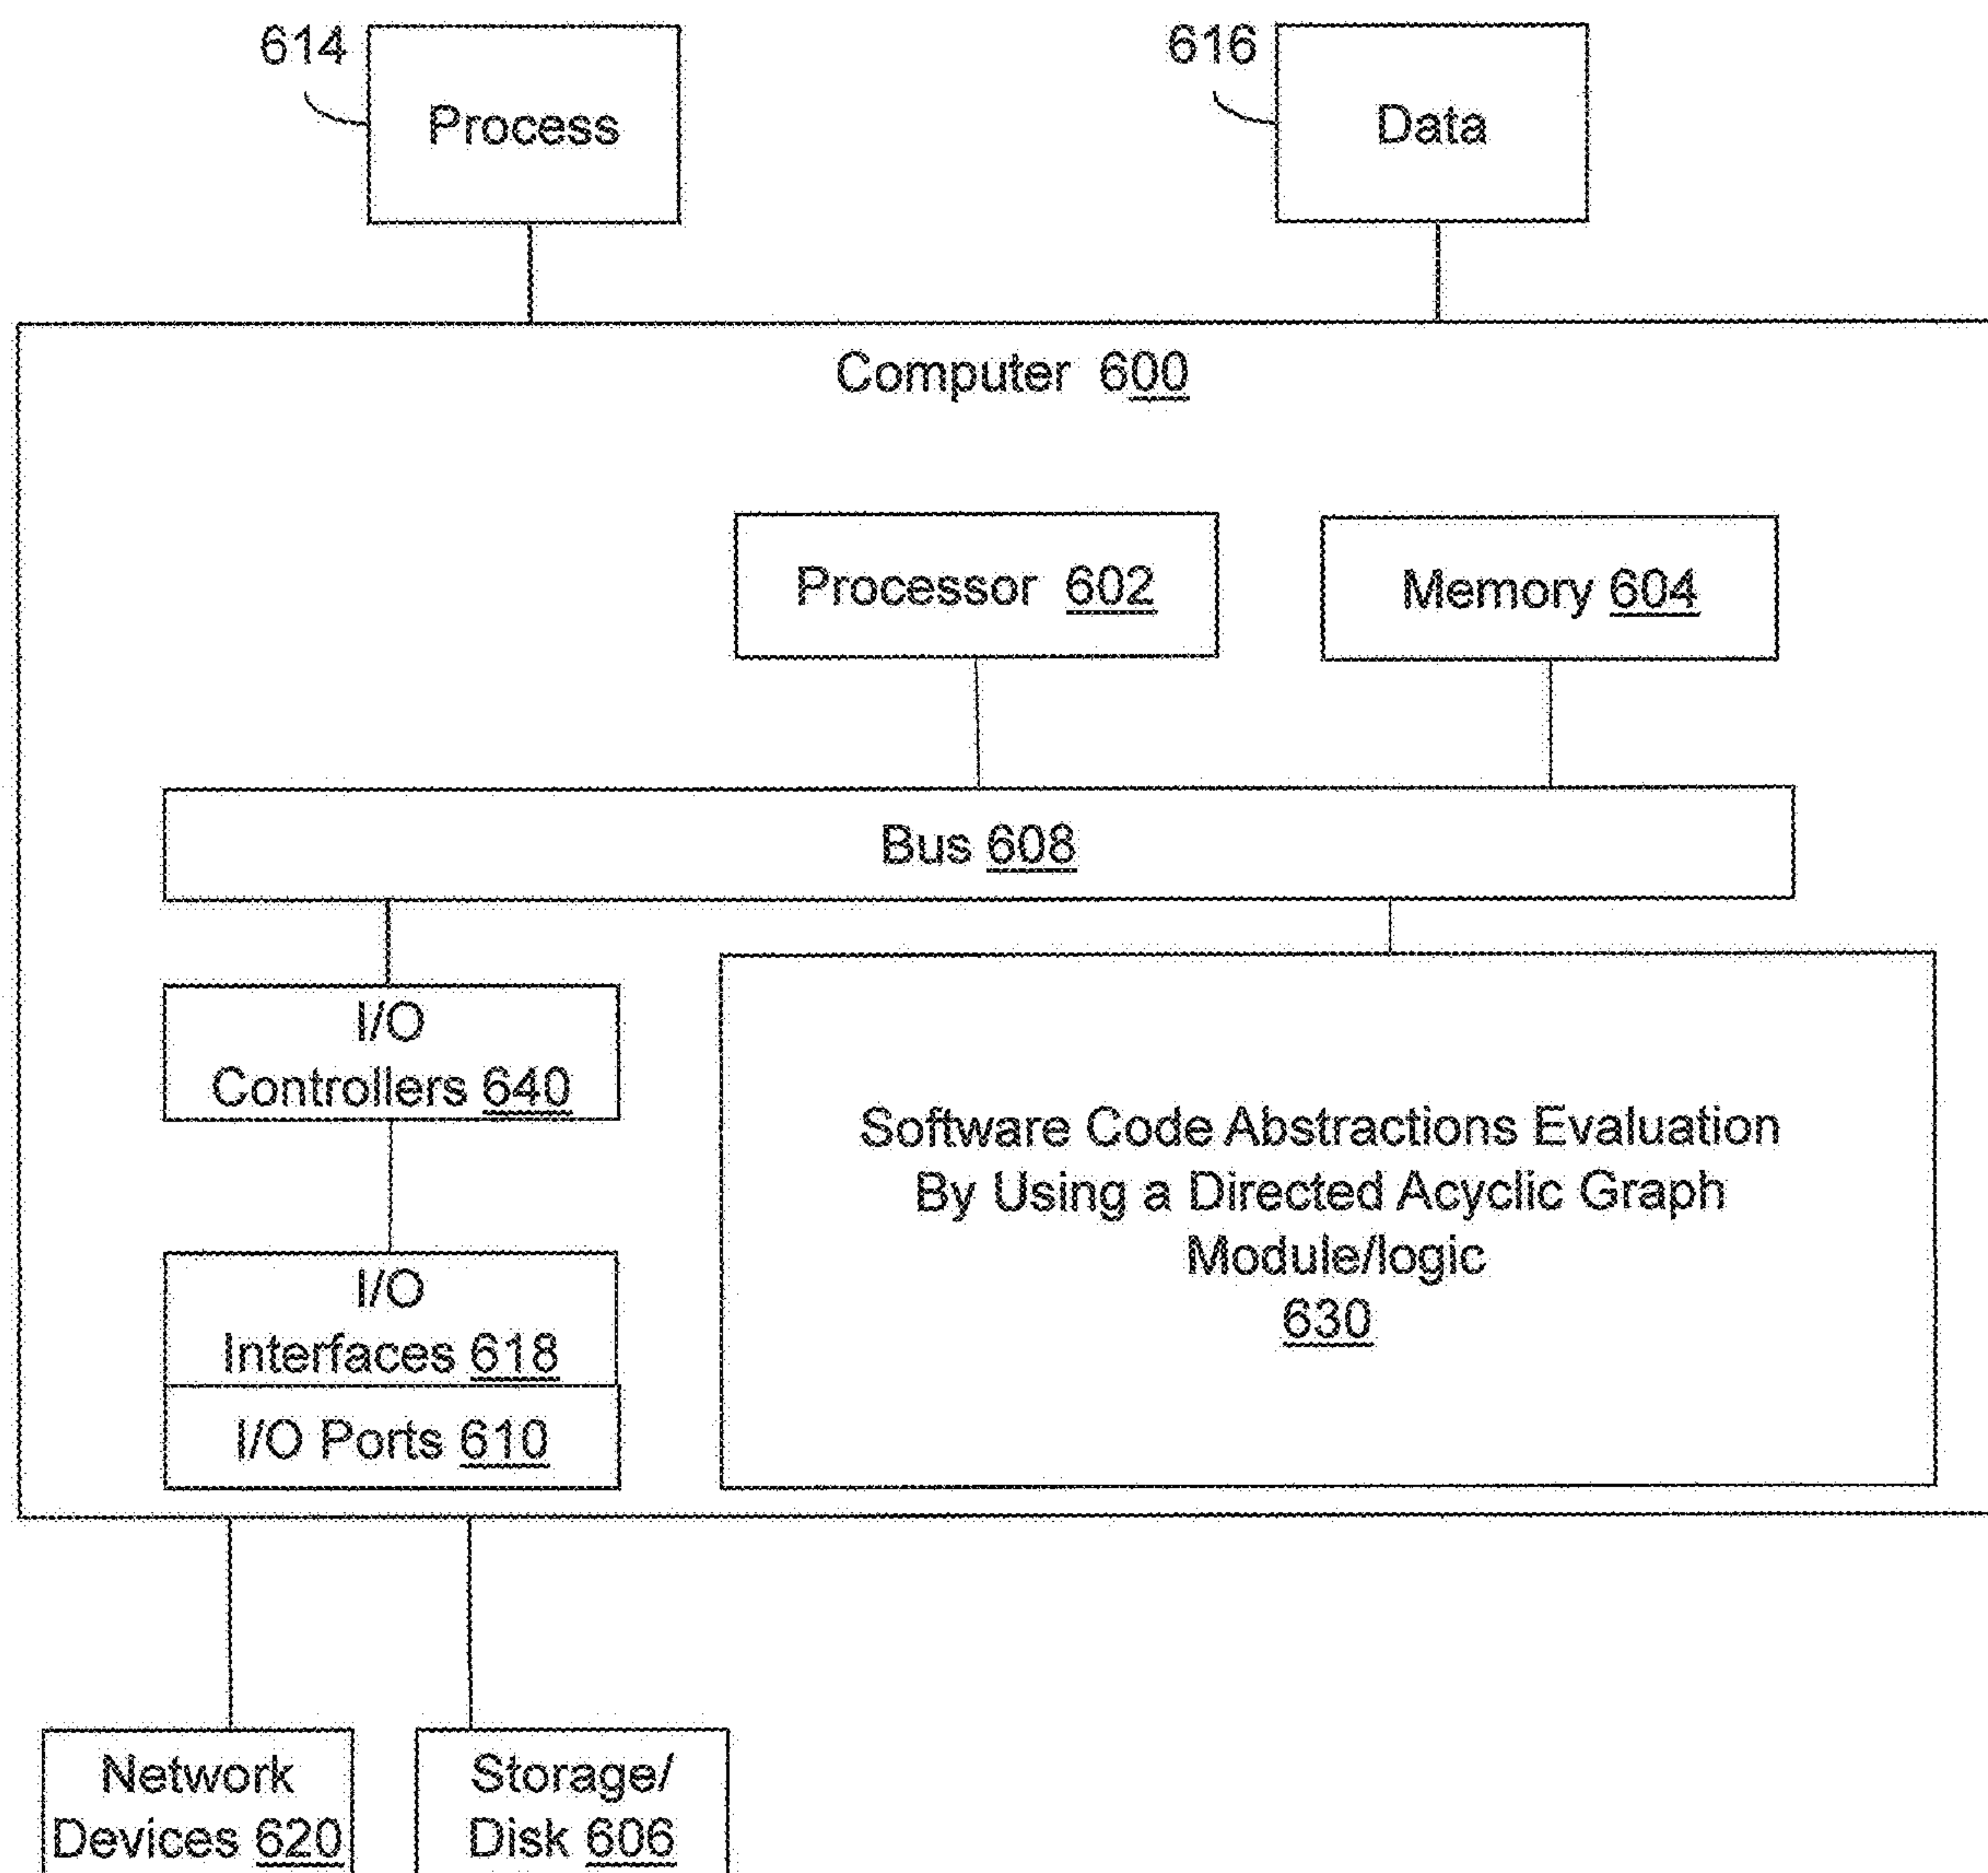 614
Process
616
Data
Computer 600
Processor 602
Memory 604
Bus 608
I/O
Controllers 640
Software Code Abstractions Evaluation
By Using a Directed Acyclic Graph
Module/logic
630
I/O
Interfaces 618
I/O Ports 610
Network
Devices 620
Storage/
Disk 606